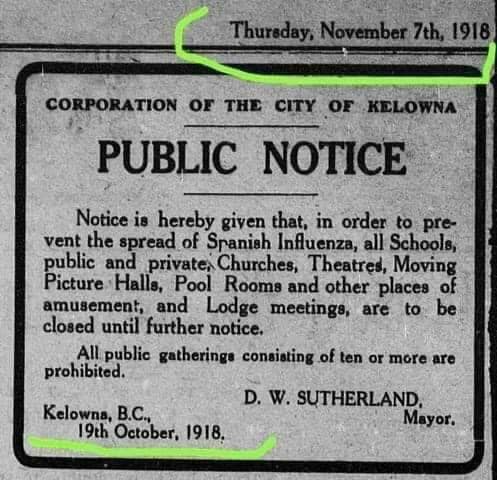 Thursday, November 7th, 1918
CORPORATION OF THE CITY OF KELOWNA
PUBLIC NOTICE
Notice is hereby given that, in order to pre-
vent the spread of Spanish Influenza, all Schools,
public and private, Churches, Theatres, Moving
Picture Halls, Pool Rooms and other places of
amusement, and Lodge meetings, are to be
closed until further notice.
All public gatherings consisting of ten or more are
prohibited.
D. W. SUTHERLAND,
Mayor.
Kelowna, B.C.,
19th October, 1918.